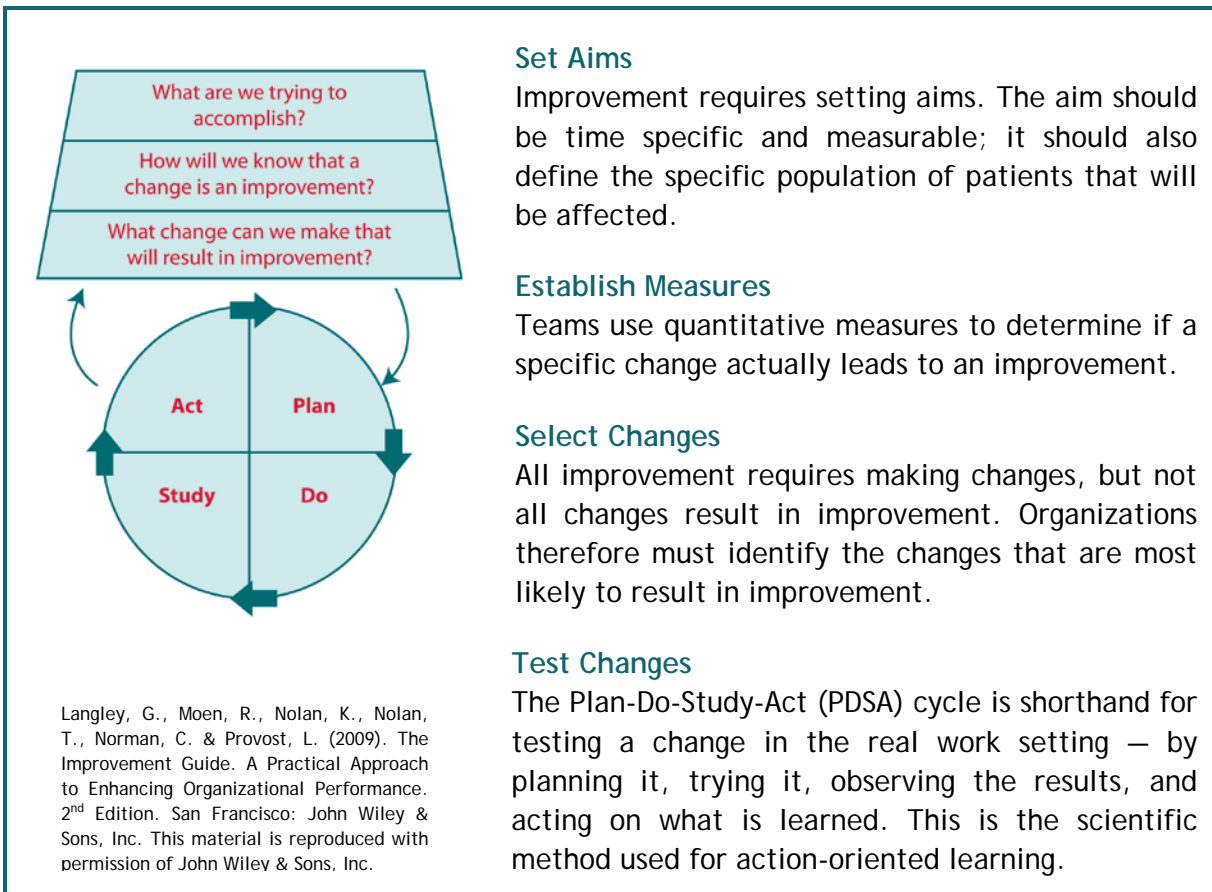 What are we trying to
accomplish?
How will we know that a
change is an improvement?
What change can we make that
will result in improvement?
Act
Plan
Study
Do
Langley, G., Moen, R., Nolan, K., Nolan,
T., Norman, C. & Provost, L. (2009). The
Improvement Guide. A Practical Approach
to Enhancing Organizational Performance.
2nd Edition. San Francisco: John Wiley &
Sons, Inc. This material is reproduced with
permission of John Wiley & Sons, Inc.
Set Aims
Improvement requires setting aims. The aim should
be time specific and measurable; it should also
define the specific population of patients that will
be affected.
Establish Measures
Teams use quantitative measures to determine if a
specific change actually leads to an improvement.
Select Changes
All improvement requires making changes, but not
all changes result in improvement. Organizations
therefore must identify the changes that are most
likely to result in improvement.
Test Changes
The Plan-Do-Study-Act (PDSA) cycle is shorthand for
testing a change in the real work setting — by
planning it, trying it, observing the results, and
acting on what is learned. This is the scientific
method used for action-oriented learning.